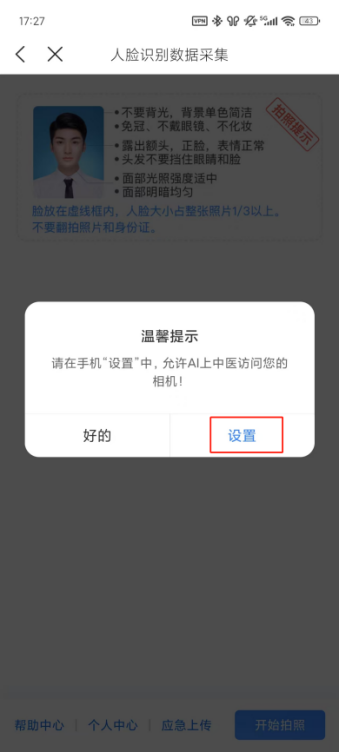 17:27
VPN
5G
43
人脸识别数据采集
•不要背光，背景单色简洁
•免冠、不戴眼镜、不化妆
拍照提示
•露出额头，正脸，表情正常
•头发不要挡住眼睛和脸
•面部光照强度适中
•面部明暗均匀
脸放在虚线框内，人脸大小占整张照片1/3以上。
不要翻拍照片和身份证。
温馨提示
请在手机“设置”中，允许AI上中医访问您的
相机！
好的
设置
帮助中心
个人中心
应急上传
开始拍照